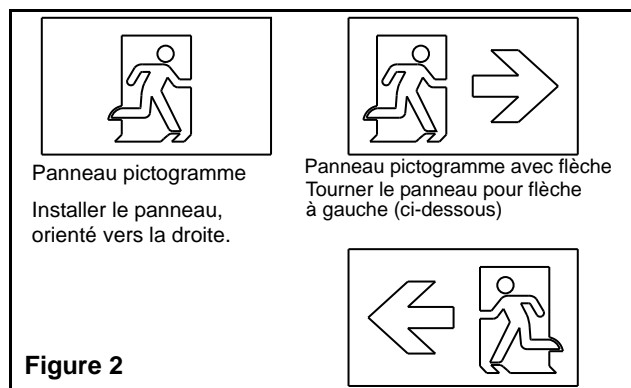 Panneau pictogramme
Installer le panneau,
orienté vers la droite.
Panneau pictogramme avec flèche
Tourner le panneau pour flèche
à gauche (ci-dessous)
Figure 2